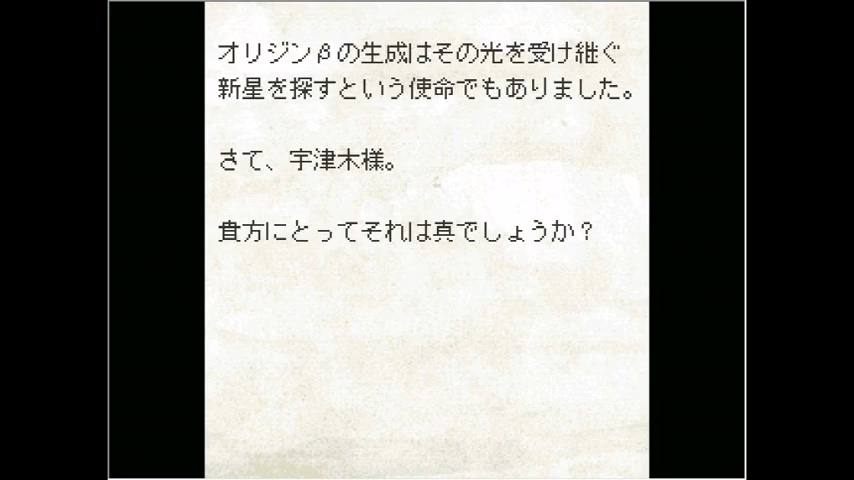 オリジンβの生成はその光を受け継ぐ
新星を探すという使命でもありました。
さて、宇津木様。
貴方にとってそれは真でしょうか？